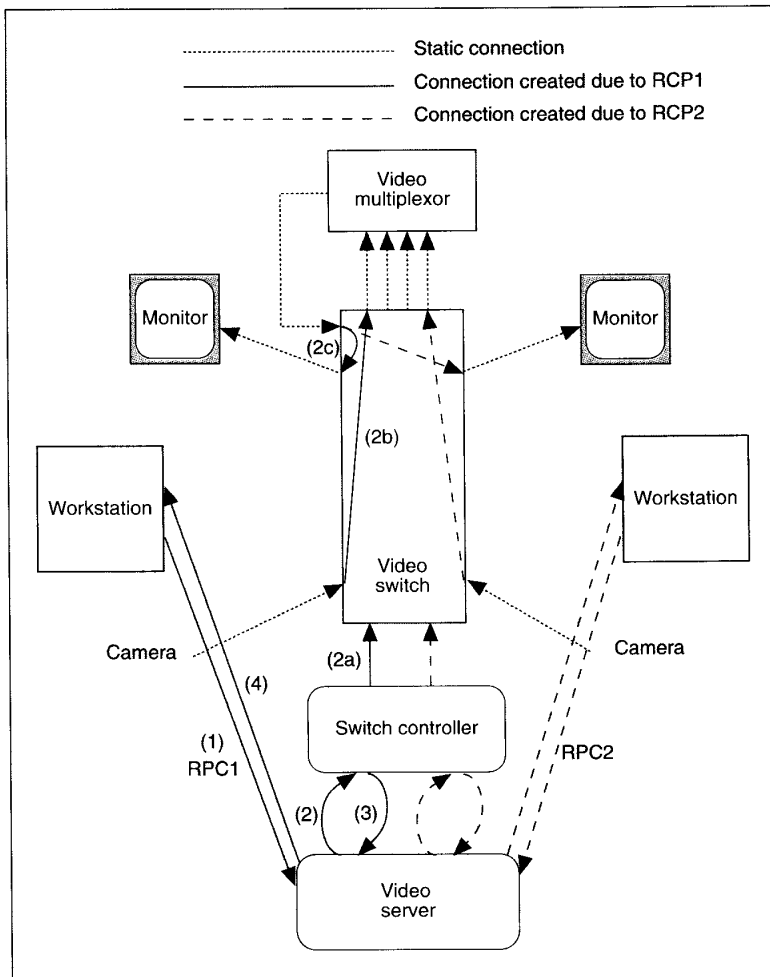 Static connection
Connection created due to RCP1
Connection created due to RCP2
Video
multiplexor
Monitor
Monitor
(2c)
(2b)
Workstation
Workstation
Video
switch
Camera
Camera
(2a)
(4)
Switch controller
(1)
RPC1
RPC2
(2)
(3)
Video
server